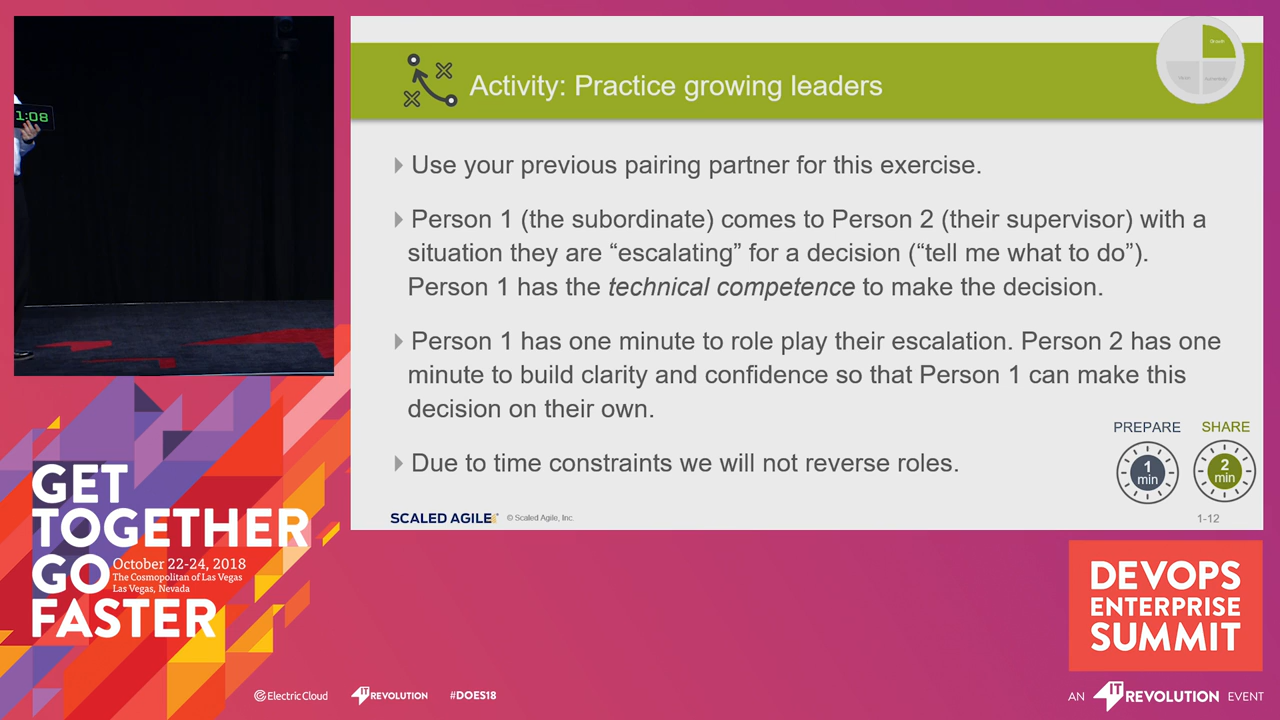 1:08
Activity: Practice growing leaders
Growth
Use your previous pairing partner for this exercise.
Person 1 (the subordinate) comes to Person 2 (their supervisor) with a
situation they are “escalating” for a decision (“tell me what to do”).
Person 1 has the technical competence to make the decision.
Person 1 has one minute to role play their escalation. Person 2 has one
minute to build clarity and confidence so that Person 1 can make this
decision on their own.
Due to time constraints we will not reverse roles.
PREPARE
SHARE
1
min
2
min
SCALED AGILE
© Scaled Agile, Inc.
1-12
GET
TOGETHER
GO
FASTER
October 22-24, 2018
The Cosmopolitan of Las Vegas
Las Vegas, Nevada
DEVOPS
ENTERPRISE
SUMMIT
ElectricCloud
IT REVOLUTION
#DOES18
AN IT REVOLUTION EVENT